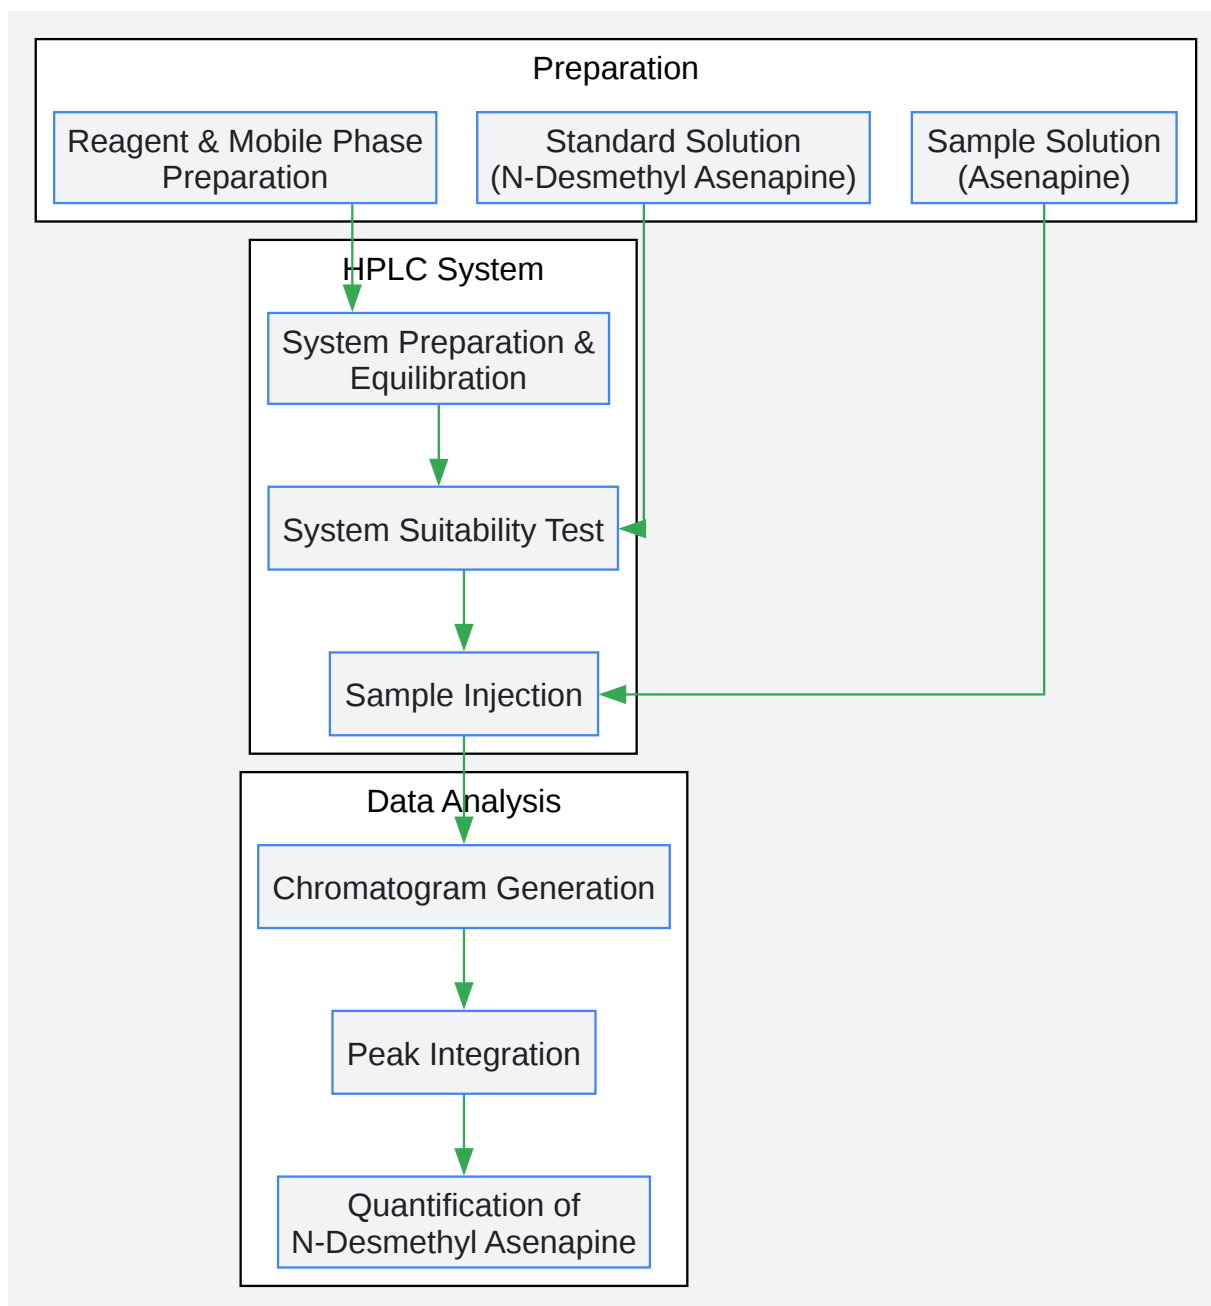 Preparation
Reagent & Mobile Phase
Preparation
Standard Solution
(N-Desmethyl Asenapine)
Sample Solution
(Asenapine)
HPLC System
System Preparation &
Equilibration
System Suitability Test
Sample Injection
Data Analysis
Chromatogram Generation
Peak Integration
Quantification of
N-Desmethyl Asenapine